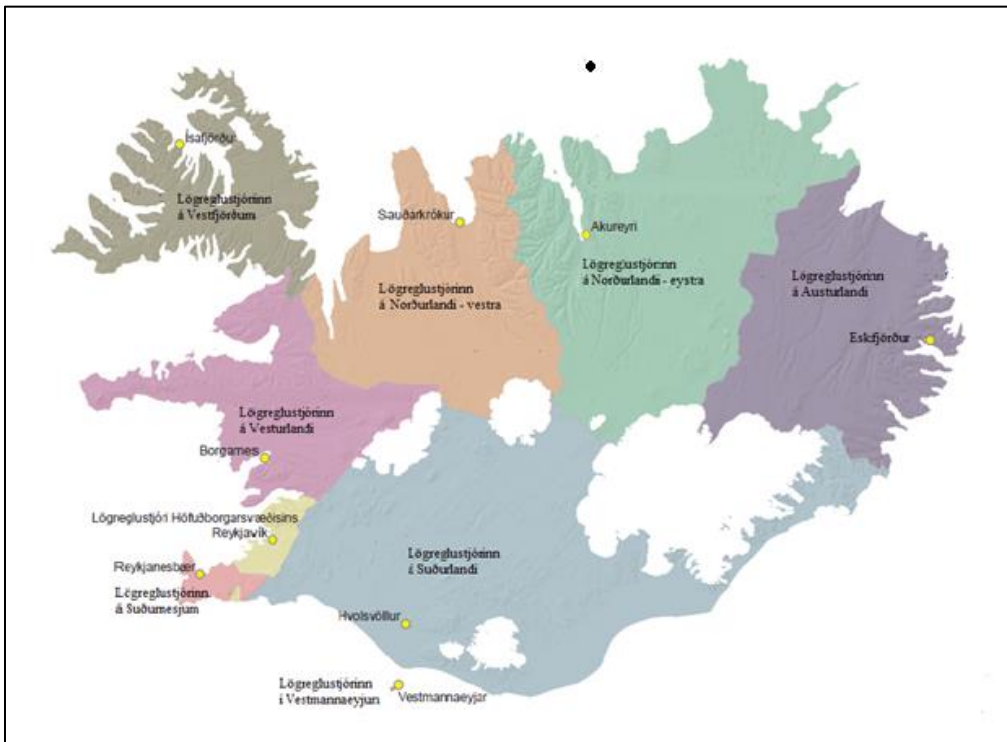 Ísafjörður
Lögreglustjórinn
á Vestfjörðum
Sauðarkrókur
Akureyri
Lögreglustjórinn
á Norðurlandi - eystra
Lögreglustjórinn
á Austurlandi
Lögreglustjórinn
á Norðurlandi - vestra
Eskifjörður
Lögreglustjórinn
á Vesturlandi
Borgarnes
Lögreglustjóri Höfuðborgarsvæðisins
Reykjavík
Lögreglustjórinn
á Suðurlandi
Reykjanesbær
Lögreglustjórinn
á Suðurnesjum
Hvolsvöllur
Lögreglustjórinn
í Vestmannaeyjum
Vestmannaeyjar